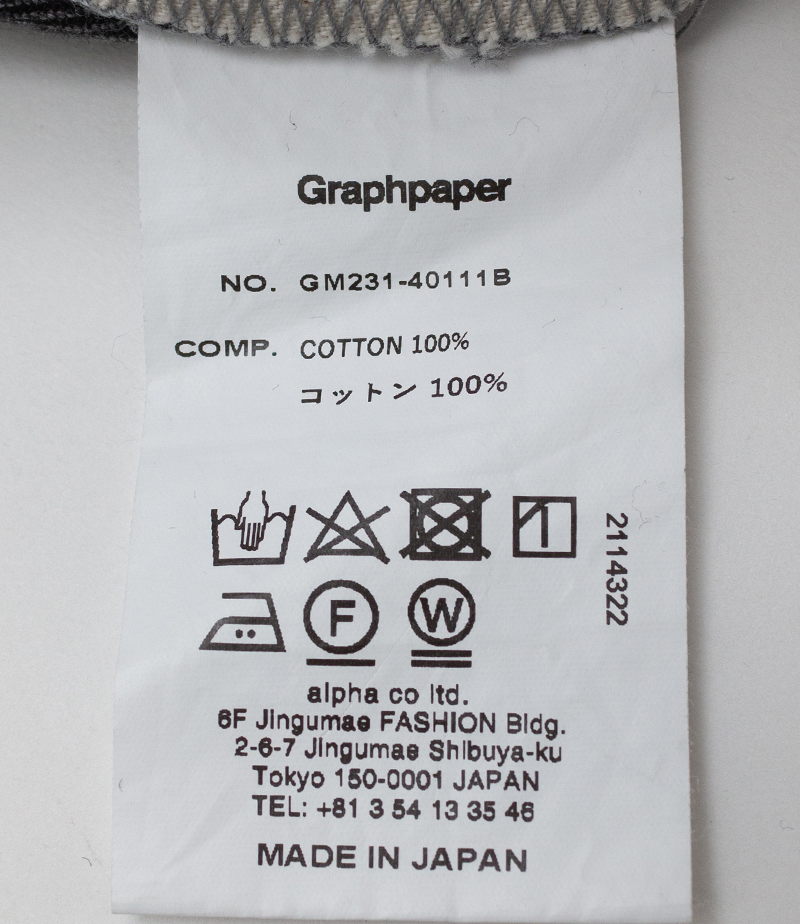 Graphpaper
NO. GM231-40111B
COMP. COTTON 100%
コットン 100%
2114322
F W
alpha co ltd.
6F Jingumae FASHION Bldg.
2-6-7 Jingumae Shibuya-ku
Tokyo 150-0001 JAPAN
TEL: +81 3 54 13 35 46
MADE IN JAPAN